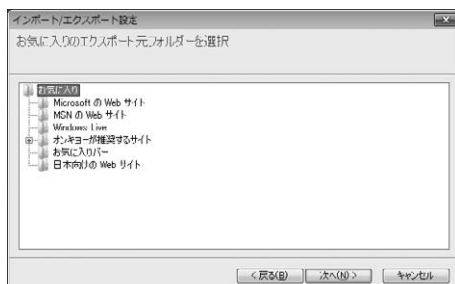 インポート/エクスポート設定
お気に入りのエクスポート元フォルダーを選択
お気に入り
Microsoft の Web サイト
MSN の Web サイト
Windows Live
オンキヨーが推奨するサイト
お気に入りバー
日本向けの Web サイト
< 戻る(B)
次へ(N) >
キャンセル